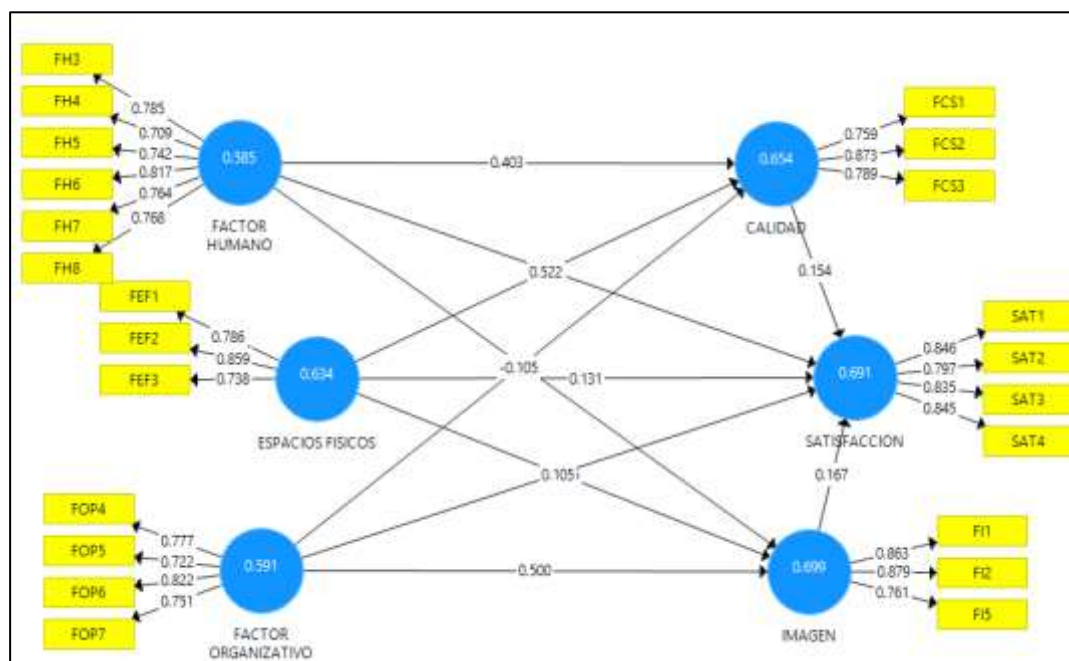 FH3
FH4
FH5
FH6
FH7
FH8
0.785
0.709
0.742
0.817
0.764
0.768
0.585
FACTOR
HUMANO
0.403
0.654
CALIDAD
0.759
0.873
0.789
FCS1
FCS2
FCS3
0.522
0.154
FEF1
FEF2
FEF3
0.786
0.859
0.738
0.634
ESPACIOS FISICOS
-0.105
0.131
0.691
SATISFACCION
0.846
0.797
0.835
0.845
SAT1
SAT2
SAT3
SAT4
0.105
0.167
FOP4
FOP5
FOP6
FOP7
0.777
0.722
0.822
0.751
0.591
FACTOR
ORGANIZATIVO
0.500
0.699
IMAGEN
0.863
0.879
0.761
FI1
FI2
FI5